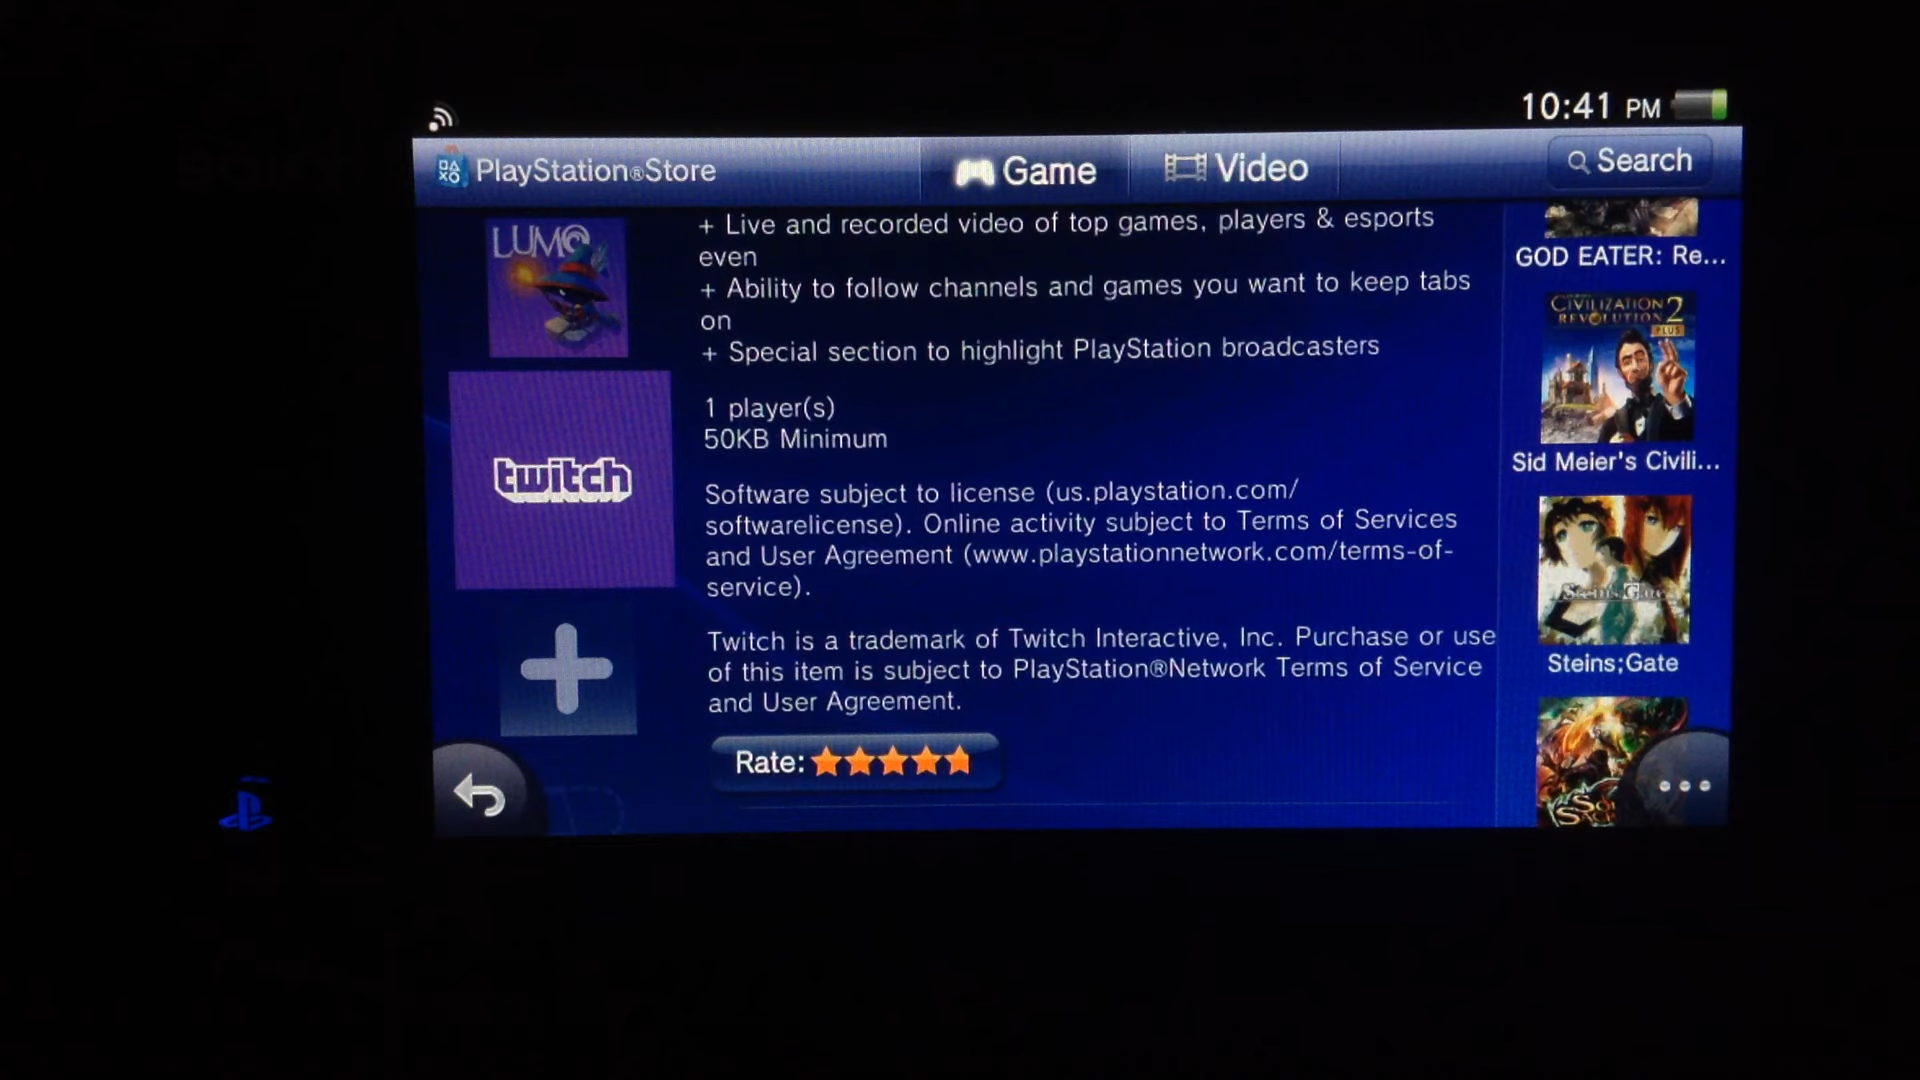 10:41 PM
PlayStation®Store
Game
Video
Search
LUMO
+ Live and recorded video of top games, players & esports
even
+ Ability to follow channels and games you want to keep tabs
on
+ Special section to highlight PlayStation broadcasters
1 player(s)
50KB Minimum
twitch
Software subject to license (us.playstation.com/
softwarelicense). Online activity subject to Terms of Services
and User Agreement (www.playstationnetwork.com/terms-of-
service).
Twitch is a trademark of Twitch Interactive, Inc. Purchase or use
of this item is subject to PlayStation®Network Terms of Service
and User Agreement.
Rate:
GOD EATER: Re...
CIVILIZATION
REVOLUTION 2
PLUS
Sid Meier's Civili...
Steins;Gate
Steins;Gate